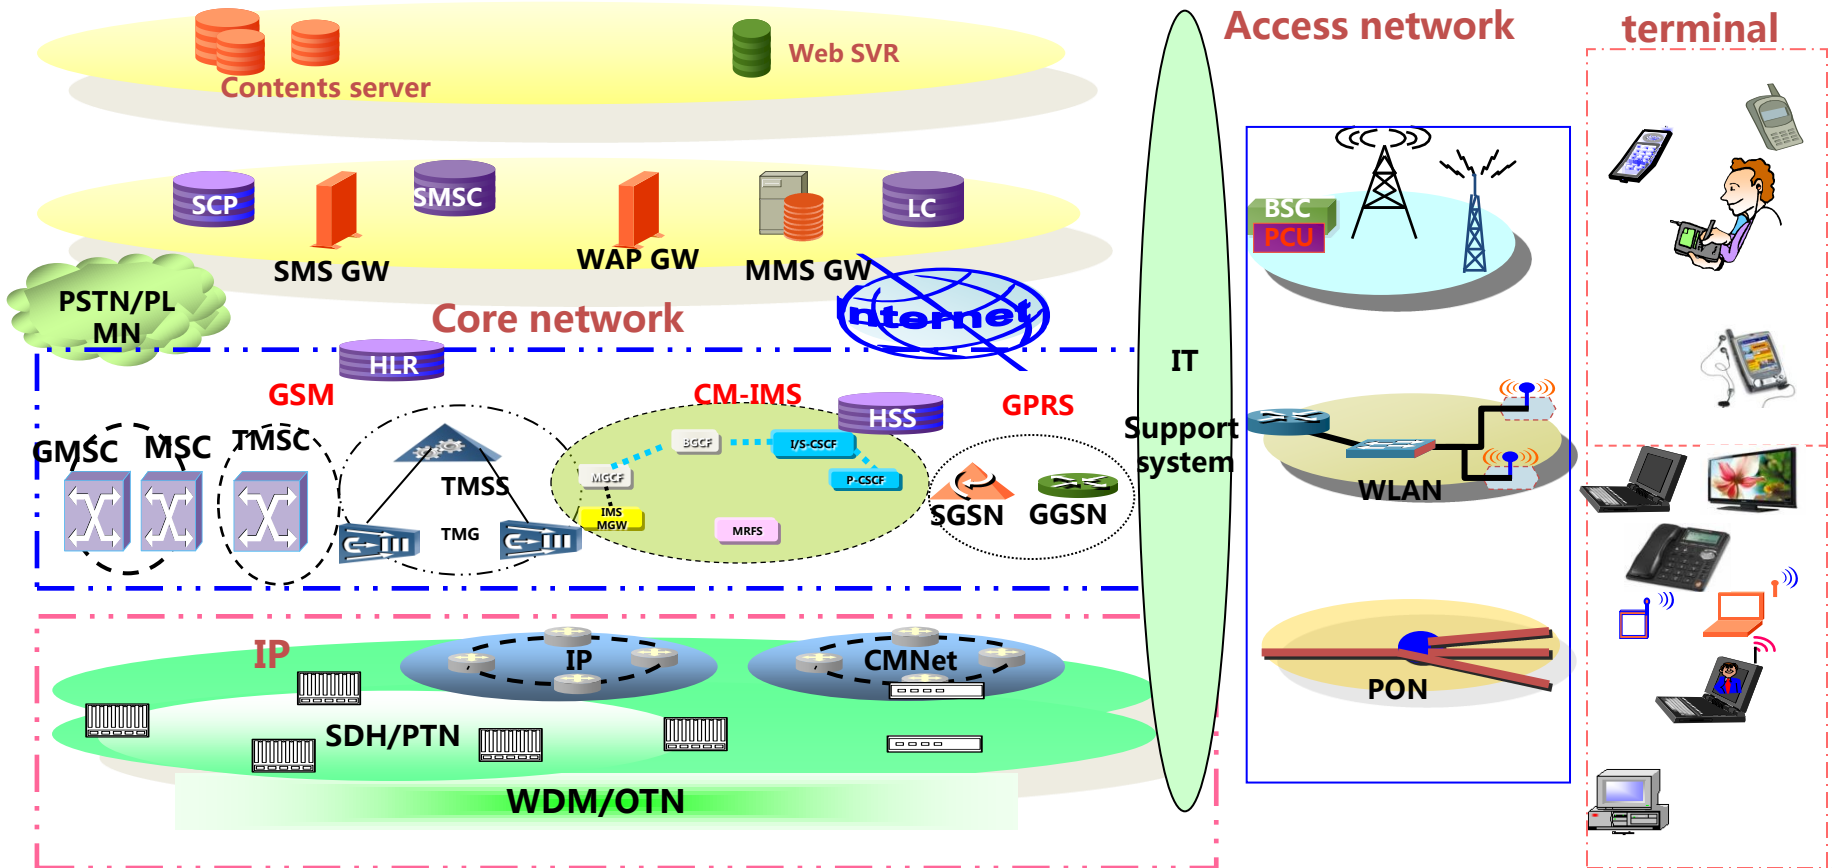 Access network
terminal
Web SVR
Contents server
SCP
SMSC
LC
SMS GW
WAP GW
MMS GW
BSC
PCU
PSTN/PL
MN
Core network
Internet
HLR
GSM
CM-IMS
HSS
GPRS
IT
Support
system
GMSC
MSC
TMSC
TMSS
TMG
BGCF
I/S-CSCF
MGCF
P-CSCF
IMS
MGW
MRFS
SGSN
GGSN
WLAN
IP
IP
CMNet
PON
SDH/PTN
WDM/OTN